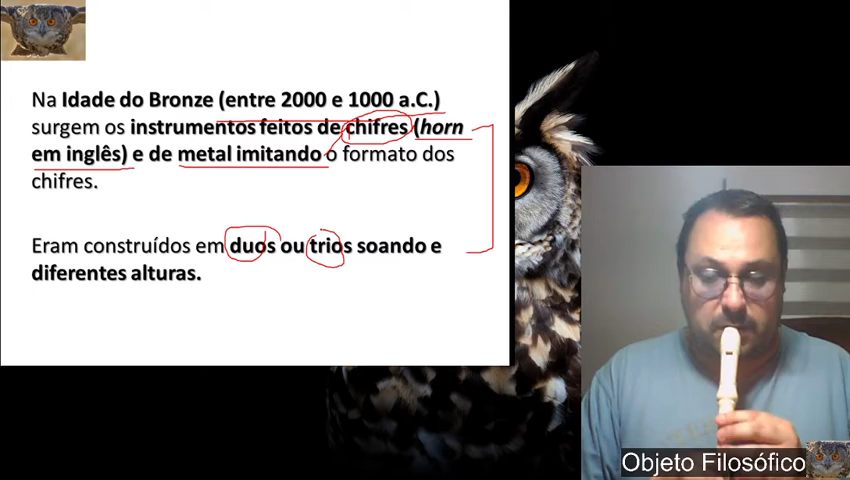 Na Idade do Bronze (entre 2000 e 1000 a.C.)
surgem os instrumentos feitos de chifres (horn
em inglês) e de metal imitando o formato dos
chifres.
Eram construídos em duos ou trios soando e
diferentes alturas.
Objeto Filosófico